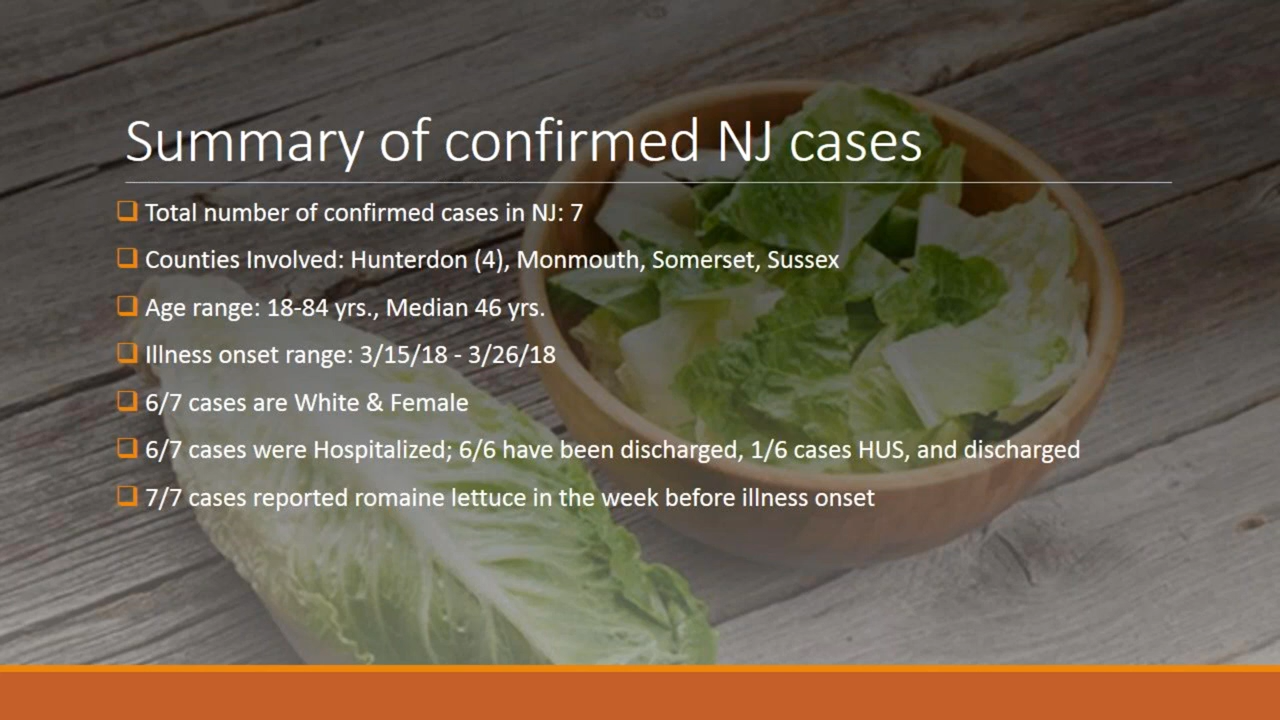 Summary of confirmed NJ cases
Total number of confirmed cases in NJ: 7
Counties Involved: Hunterdon (4), Monmouth, Somerset, Sussex
Age range: 18-84 yrs., Median 46 yrs.
Illness onset range: 3/15/18 - 3/26/18
6/7 cases are White & Female
6/7 cases were Hospitalized; 6/6 have been discharged, 1/6 cases HUS, and discharged
7/7 cases reported romaine lettuce in the week before illness onset